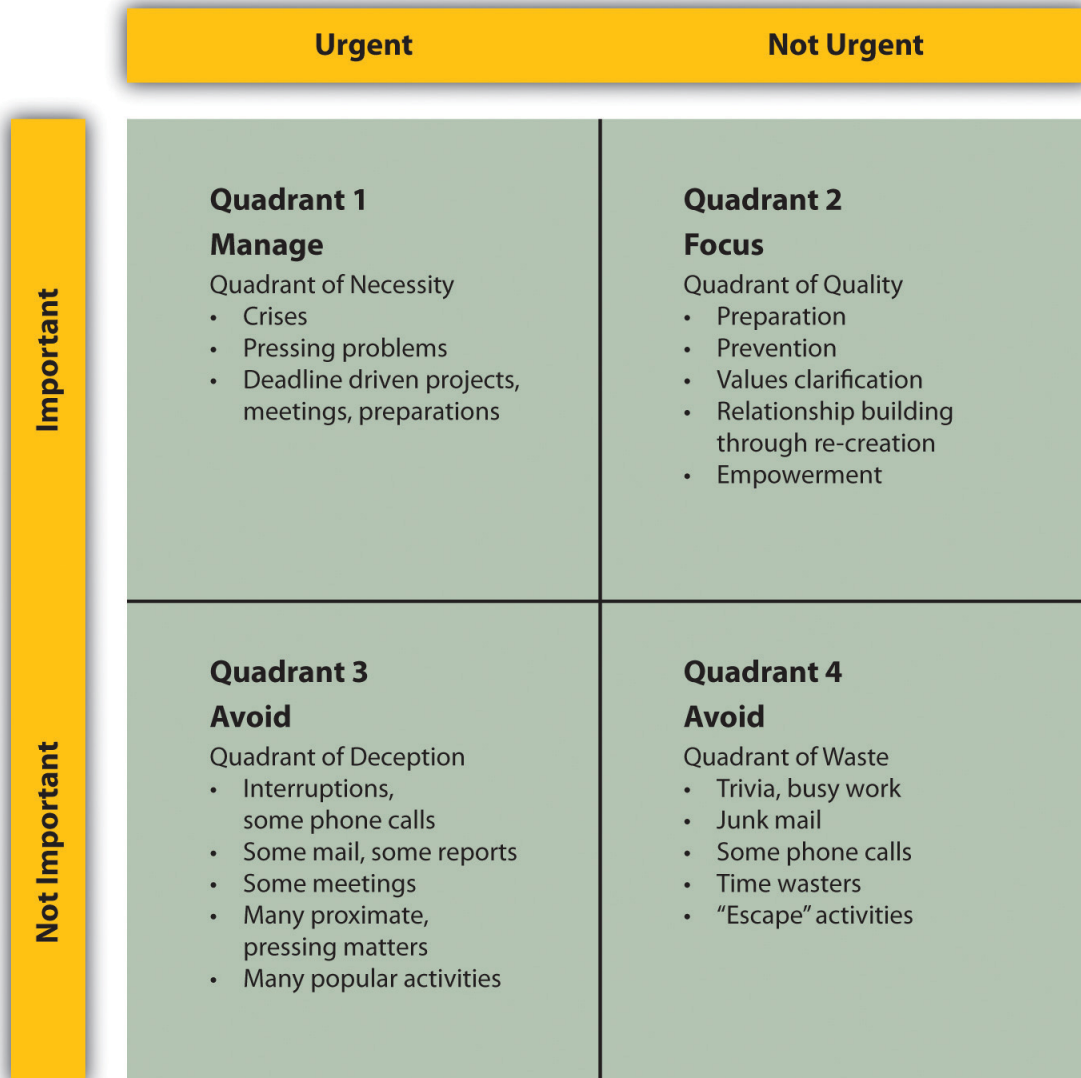 Urgent
Not Urgent
Important
Quadrant 1
Manage
Quadrant of Necessity
• Crises
• Pressing problems
• Deadline driven projects,
meetings, preparations
Quadrant 2
Focus
Quadrant of Quality
• Preparation
• Prevention
• Values clarification
• Relationship building
through re-creation
• Empowerment
Not Important
Quadrant 3
Avoid
Quadrant of Deception
• Interruptions,
some phone calls
• Some mail, some reports
• Some meetings
• Many proximate,
pressing matters
• Many popular activities
Quadrant 4
Avoid
Quadrant of Waste
• Trivia, busy work
• Junk mail
• Some phone calls
• Time wasters
• “Escape” activities